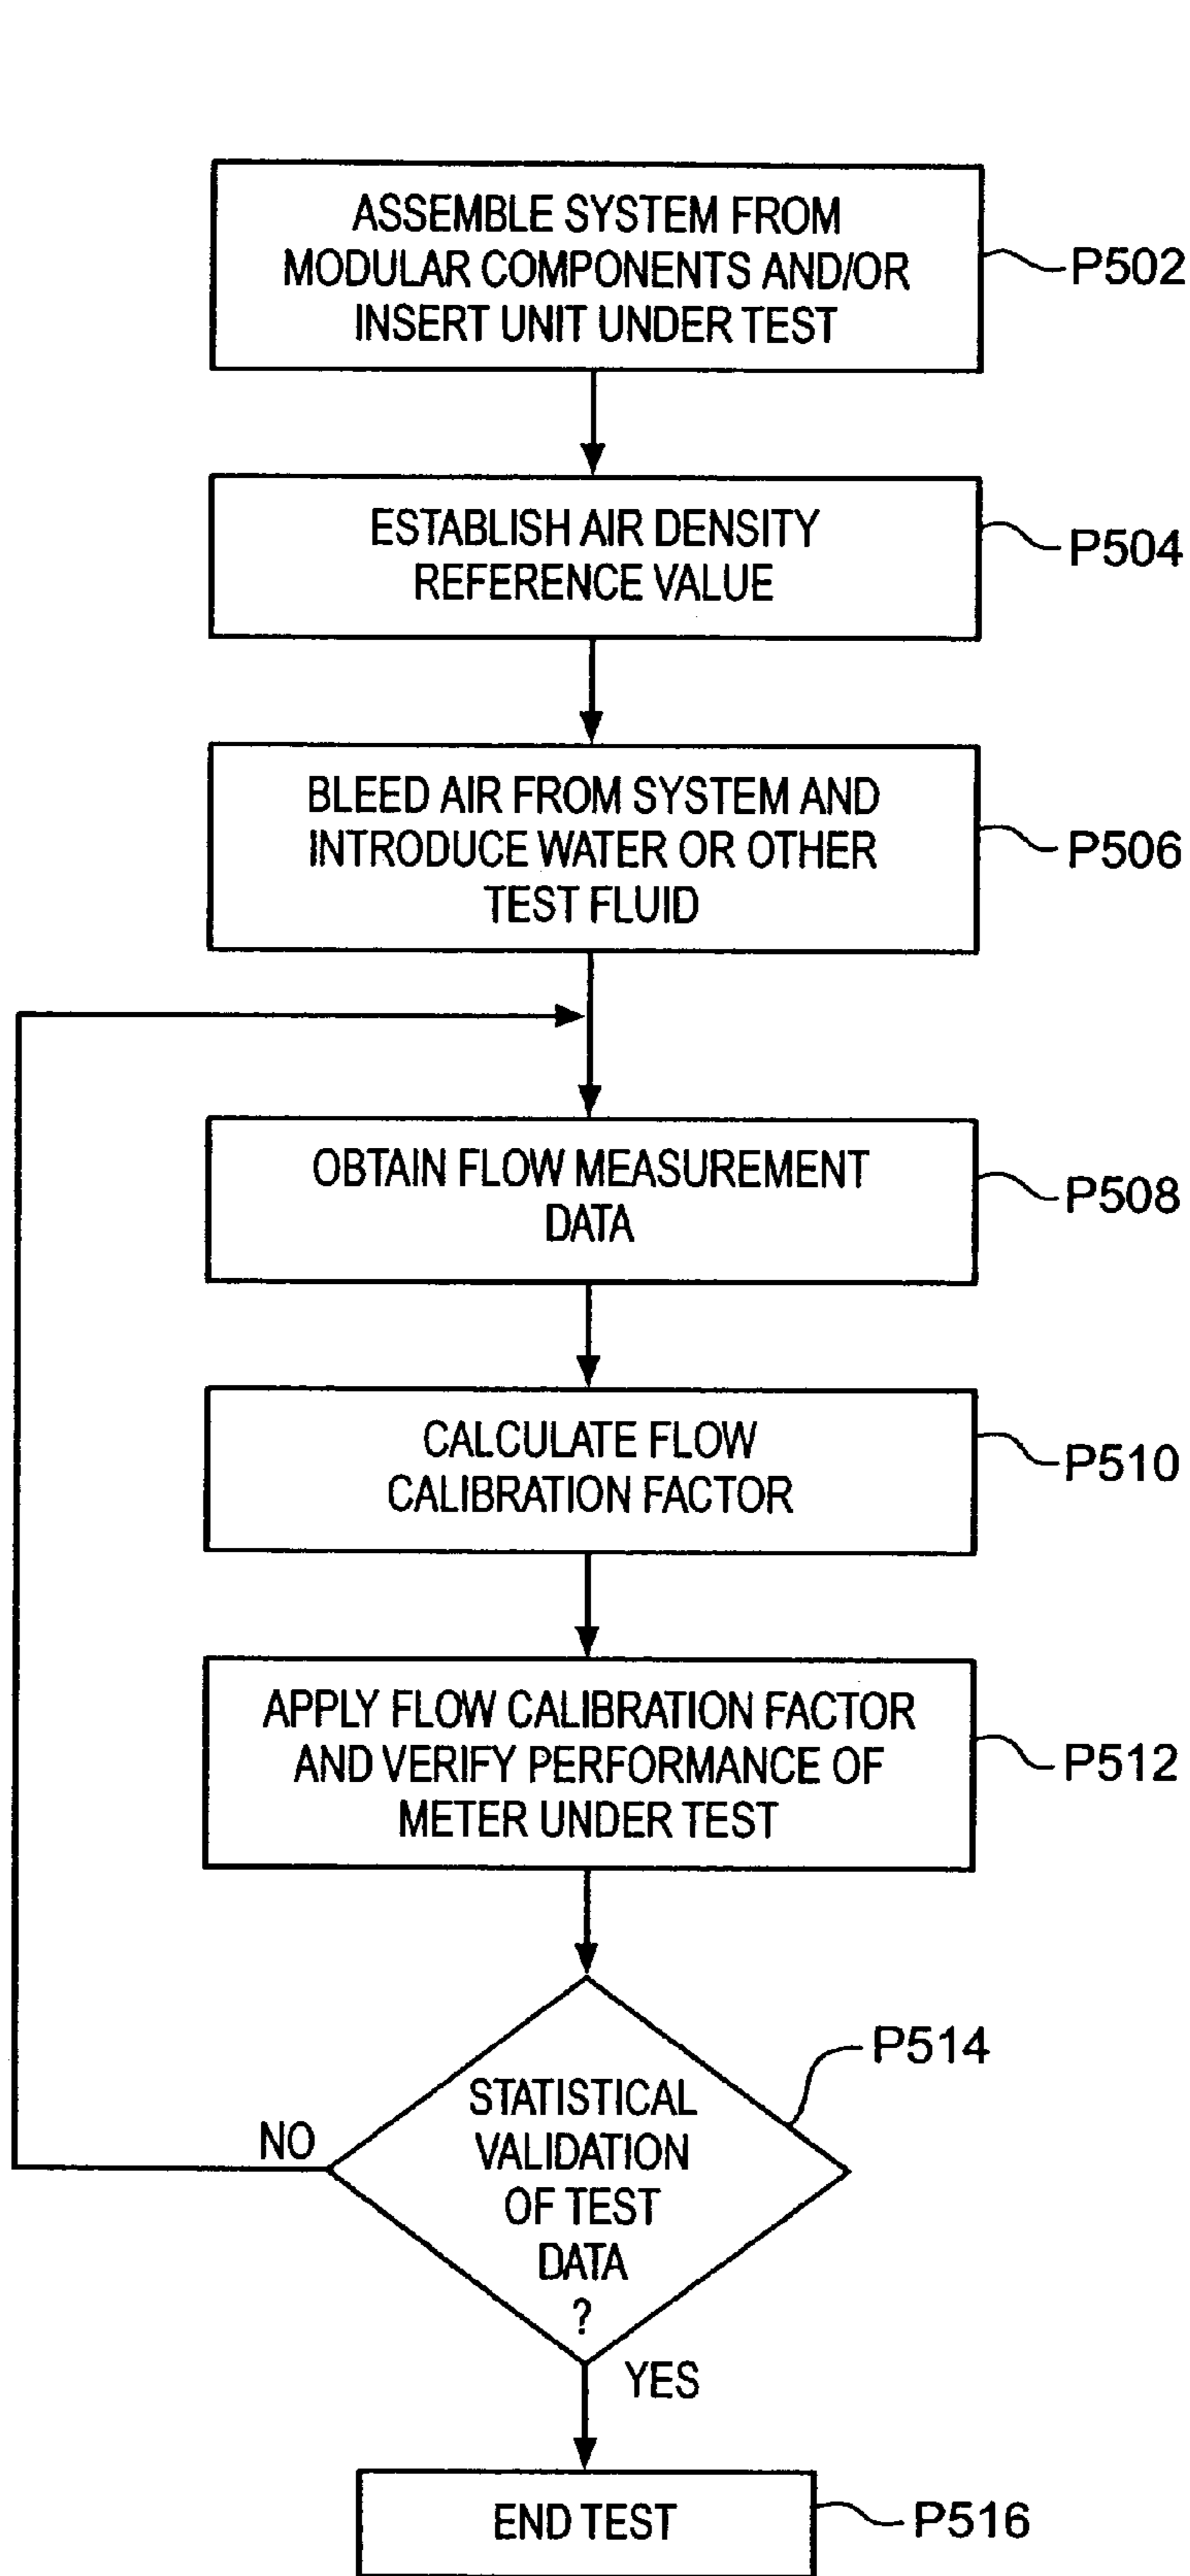 ASSEMBLE SYSTEM FROM
MODULAR COMPONENTS AND/OR
INSERT UNIT UNDER TEST
P502
ESTABLISH AIR DENSITY
REFERENCE VALUE
P504
BLEED AIR FROM SYSTEM AND
INTRODUCE WATER OR OTHER
TEST FLUID
P506
OBTAIN FLOW MEASUREMENT
DATA
P508
CALCULATE FLOW
CALIBRATION FACTOR
P510
APPLY FLOW CALIBRATION FACTOR
AND VERIFY PERFORMANCE OF
METER UNDER TEST
P512
P514
STATISTICAL
VALIDATION
OF TEST
DATA
?
NO
YES
END TEST
P516